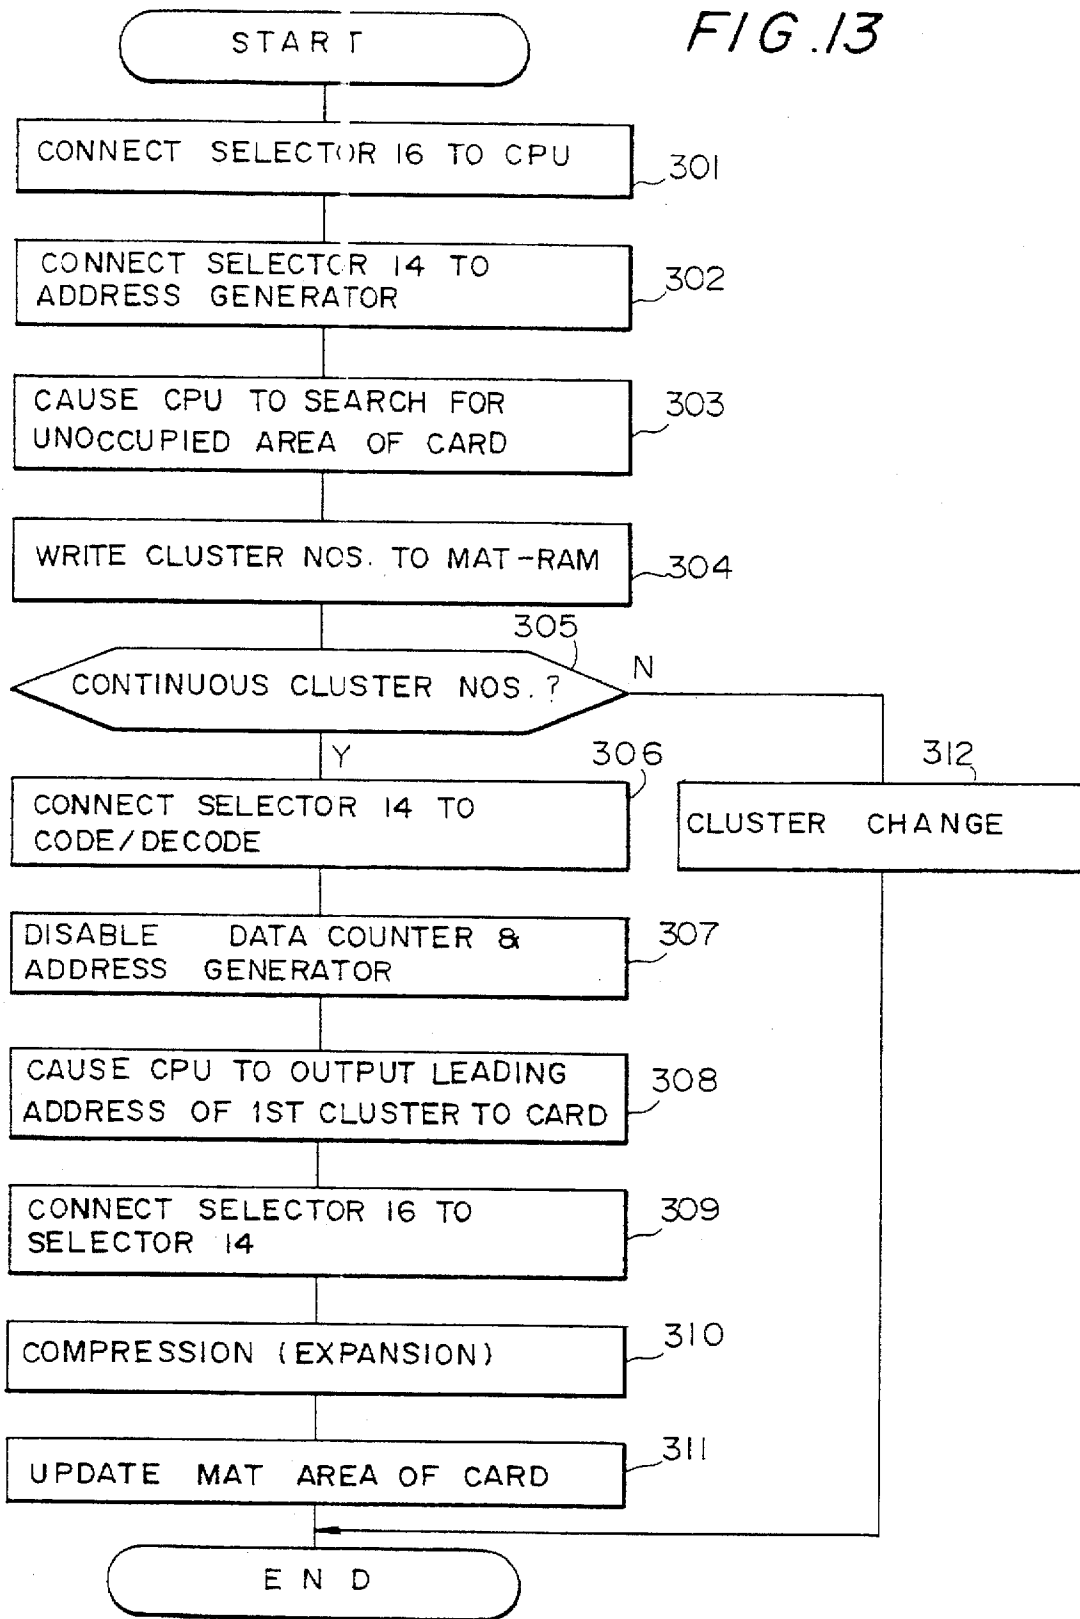 FIG.13
START
CONNECT SELECTOR 16 TO CPU
301
CONNECT SELECTOR 14 TO
ADDRESS GENERATOR
302
CAUSE CPU TO SEARCH FOR
UNOCCUPIED AREA OF CARD
303
WRITE CLUSTER NOS. TO MAT-RAM
304
305
CONTINUOUS CLUSTER NOS.?
N
Y
306
CONNECT SELECTOR 14 TO
CODE/DECODE
312
CLUSTER CHANGE
DISABLE DATA COUNTER &
ADDRESS GENERATOR
307
CAUSE CPU TO OUTPUT LEADING
ADDRESS OF 1ST CLUSTER TO CARD
308
CONNECT SELECTOR 16 TO
SELECTOR 14
309
COMPRESSION (EXPANSION)
310
UPDATE MAT AREA OF CARD
311
END